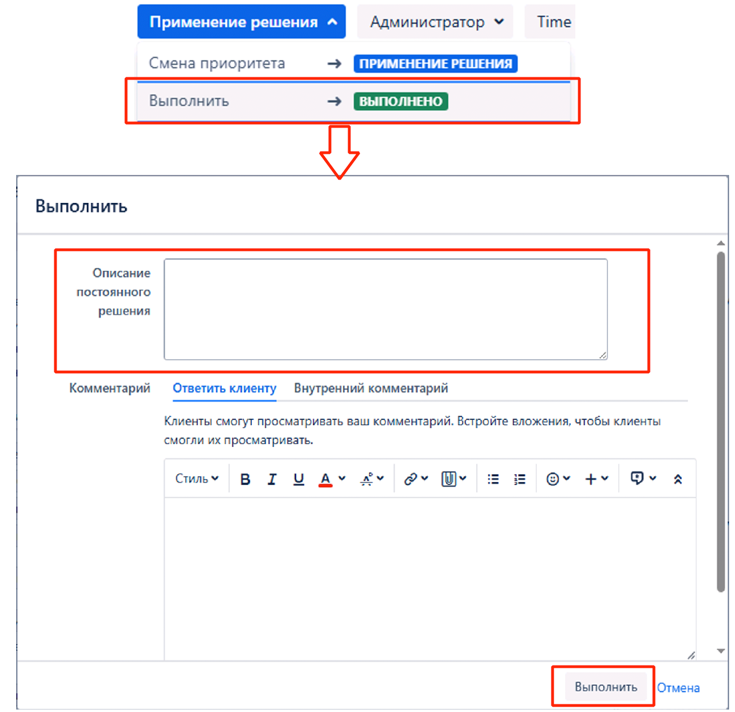 Применение решения Администратор Time
Смена приоритета → ПРИМЕНЕНИЕ РЕШЕНИЯ
Выполнить → ВЫПОЛНЕНО
Выполнить
Описание
постоянного
решения
Комментарий Ответить клиенту Внутренний комментарий
Клиенты смогут просматривать ваш комментарий. Встройте вложения, чтобы клиенты
смогли их просматривать.
Стиль B I U A
Выполнить Отмена